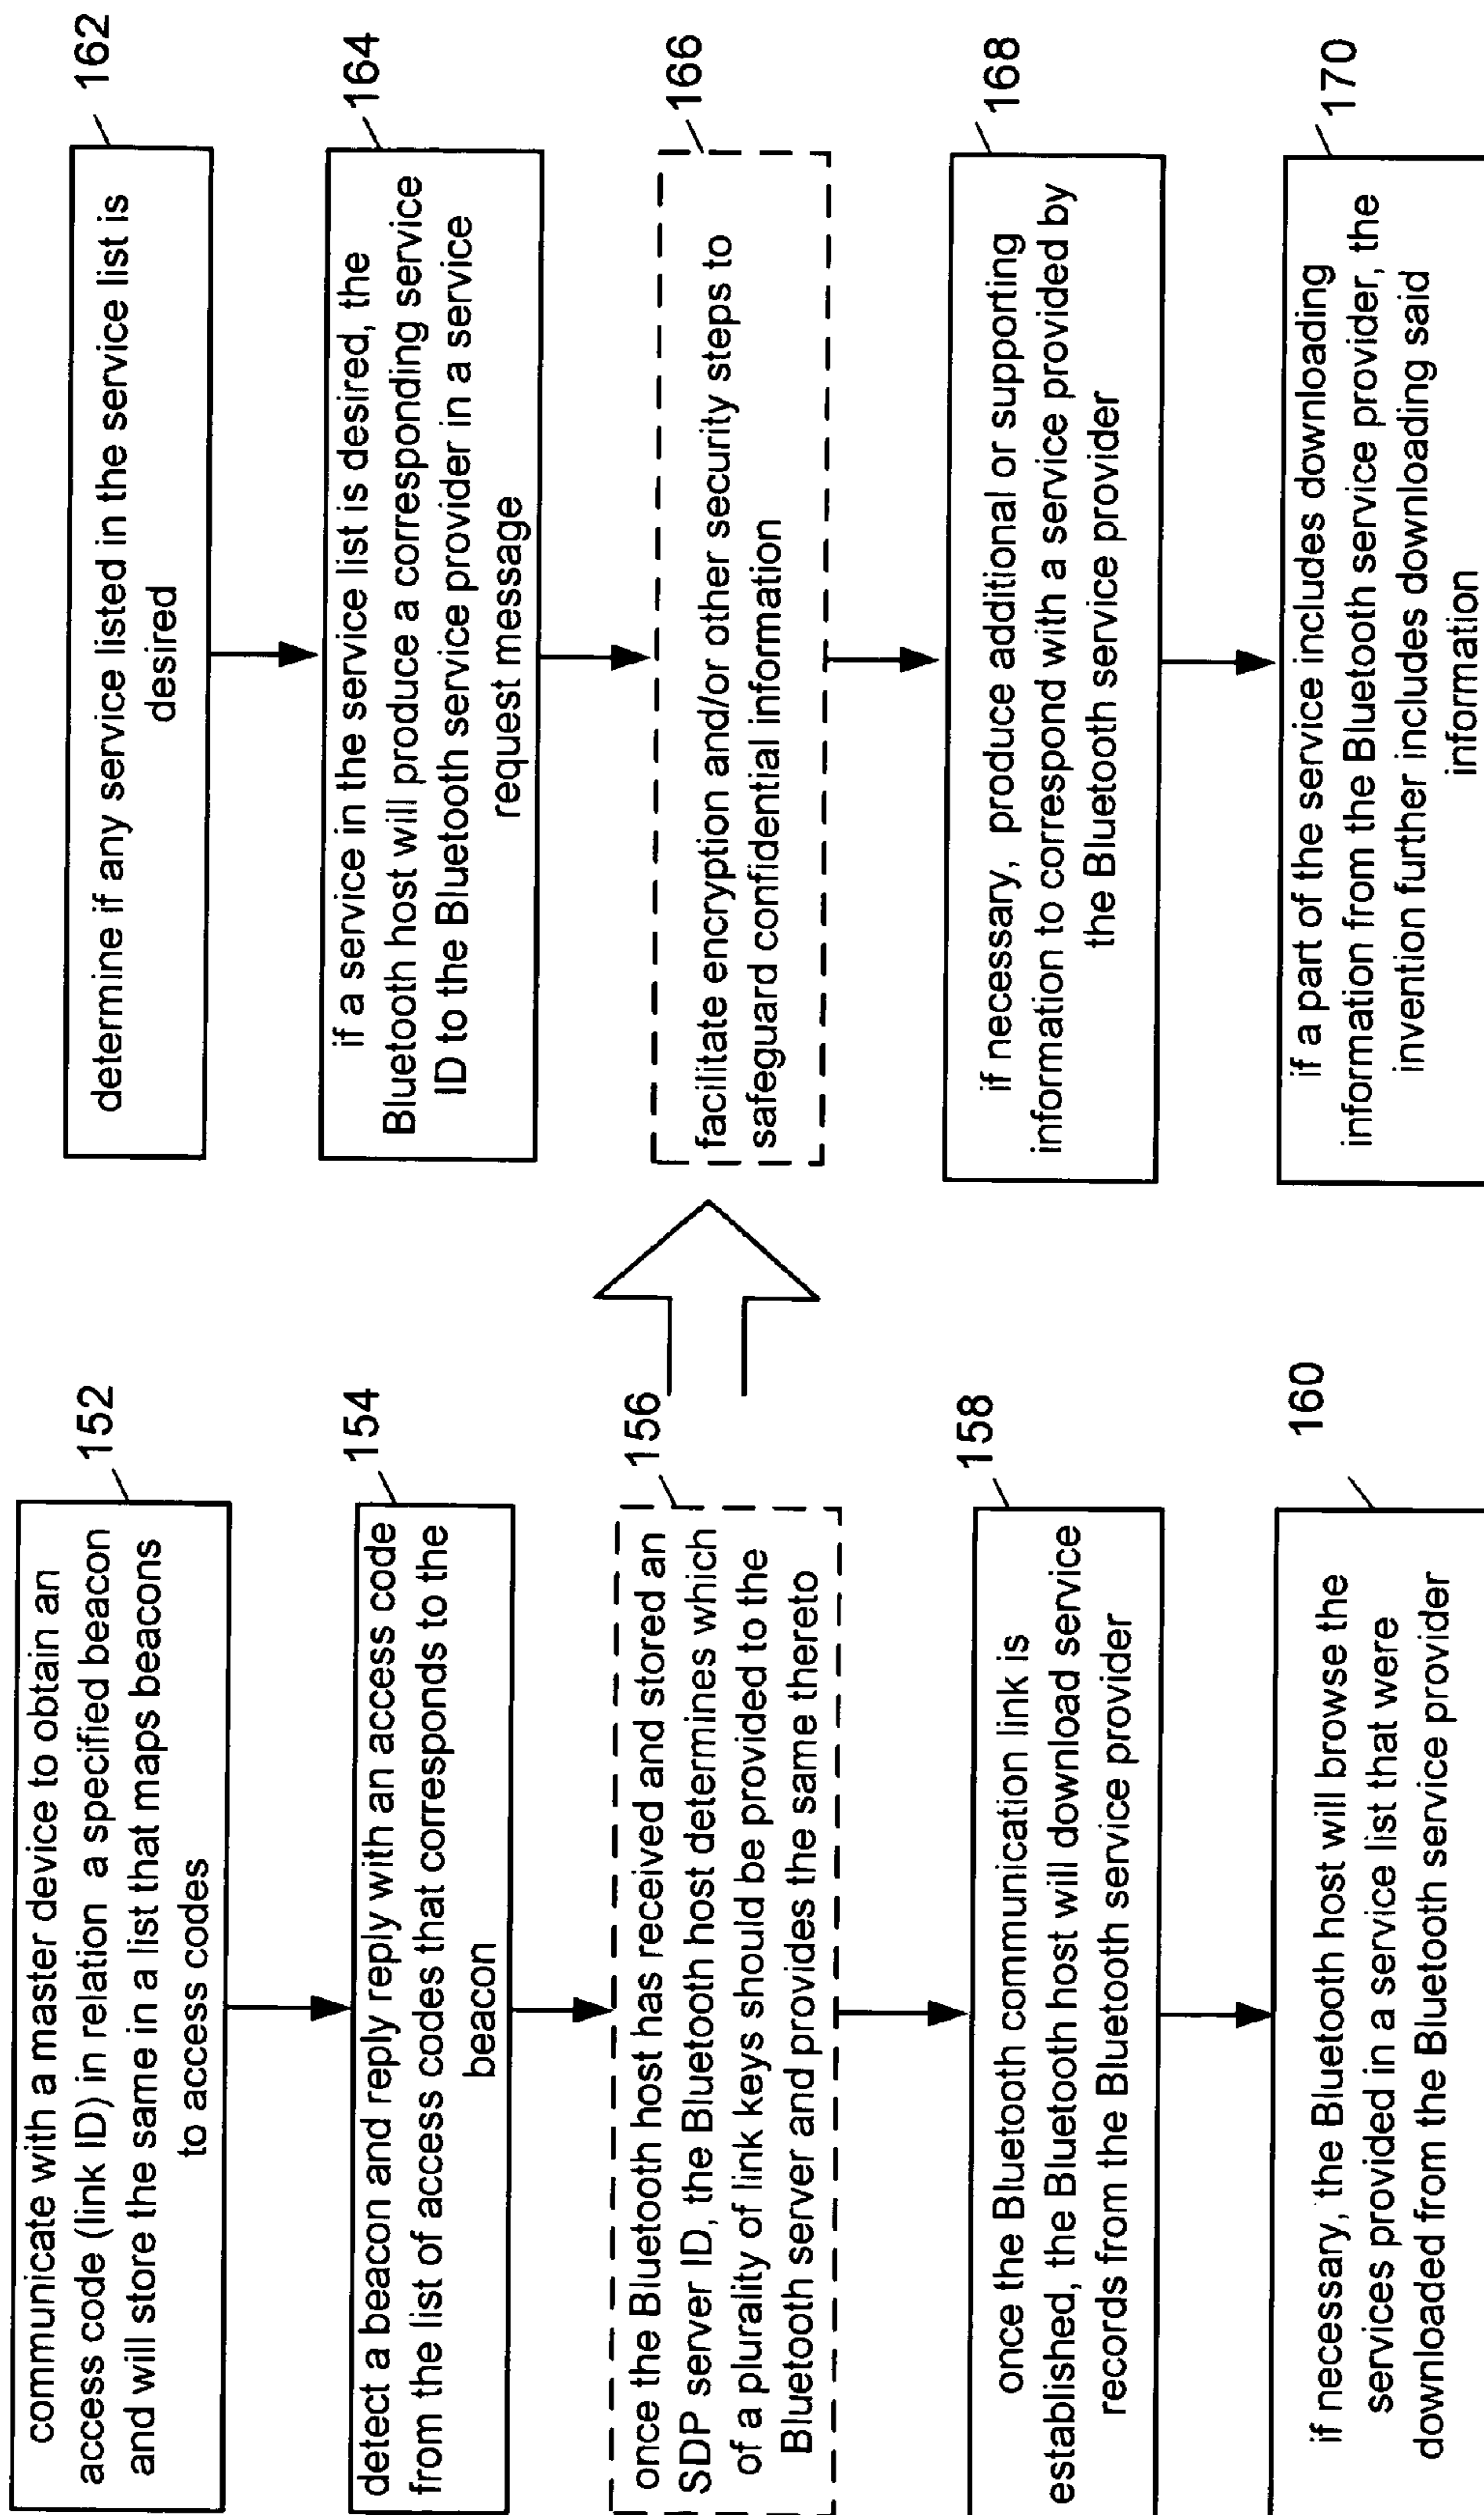 152
communicate with a master device to obtain an
access code (link ID) in relation a specified beacon
and will store the same in a list that maps beacons
to access codes
154
detect a beacon and reply reply with an access code
from the list of access codes that corresponds to the
beacon
156
once the Bluetooth host has received and stored an
SDP server ID, the Bluetooth host determines which
of a plurality of link keys should be provided to the
Bluetooth server and provides the same thereto
158
once the Bluetooth communication link is
established, the Bluetooth host will download service
records from the Bluetooth service provider
160
if necessary, the Bluetooth host will browse the
services provided in a service list that were
downloaded from the Bluetooth service provider
162
determine if any service listed in the service list is
desired
164
if a service in the service list is desired, the
Bluetooth host will produce a corresponding service
ID to the Bluetooth service provider in a service
request message
166
facilitate encryption and/or other security steps to
safeguard confidential information
168
if necessary, produce additional or supporting
information to correspond with a service provided by
the Bluetooth service provider
170
if a part of the service includes downloading
information from the Bluetooth service provider, the
invention further includes downloading said
information